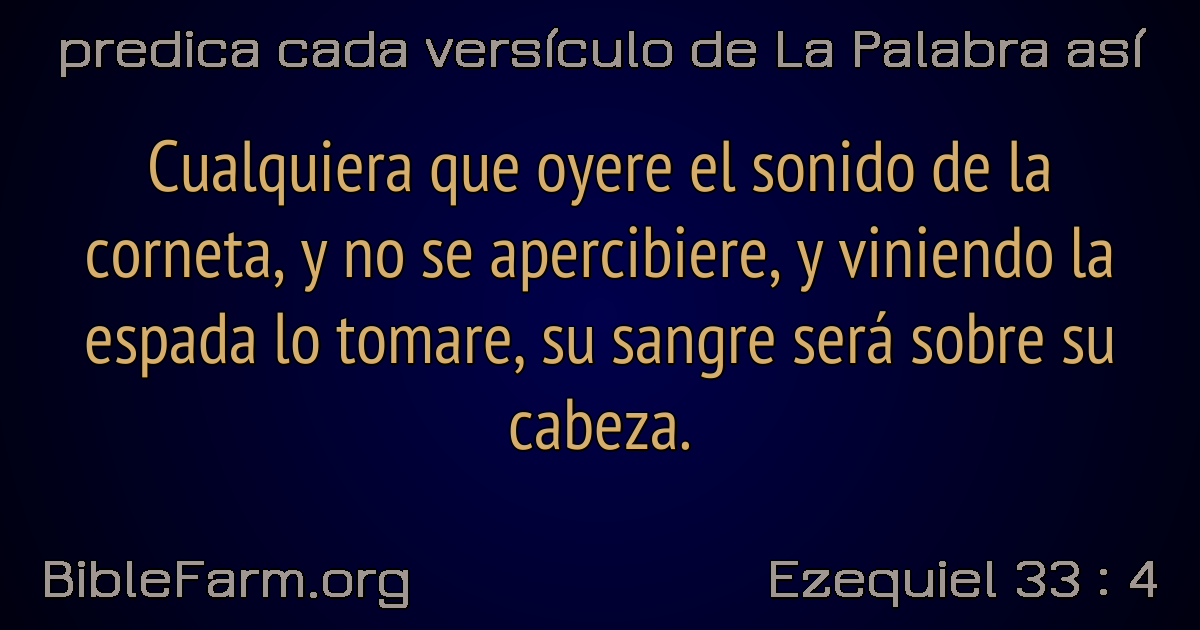 predica cada versículo de La Palabra así
Cualquiera que oyere el sonido de la
corneta, y no se apercibiere, y viniendo la
espada lo tomare, su sangre será sobre su
cabeza.
BibleFarm.org
Ezequiel 33 : 4